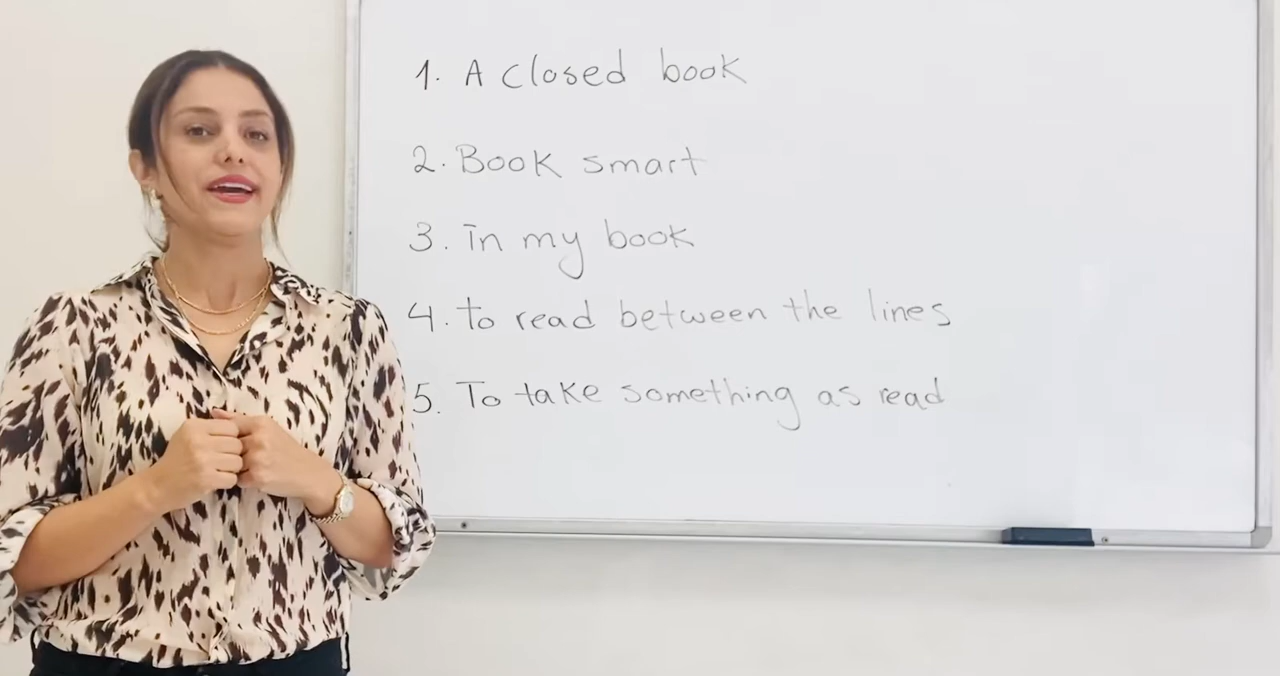 1. A closed book
2. Book smart
3. in my book
4. to read between the lines
5. To take something as read